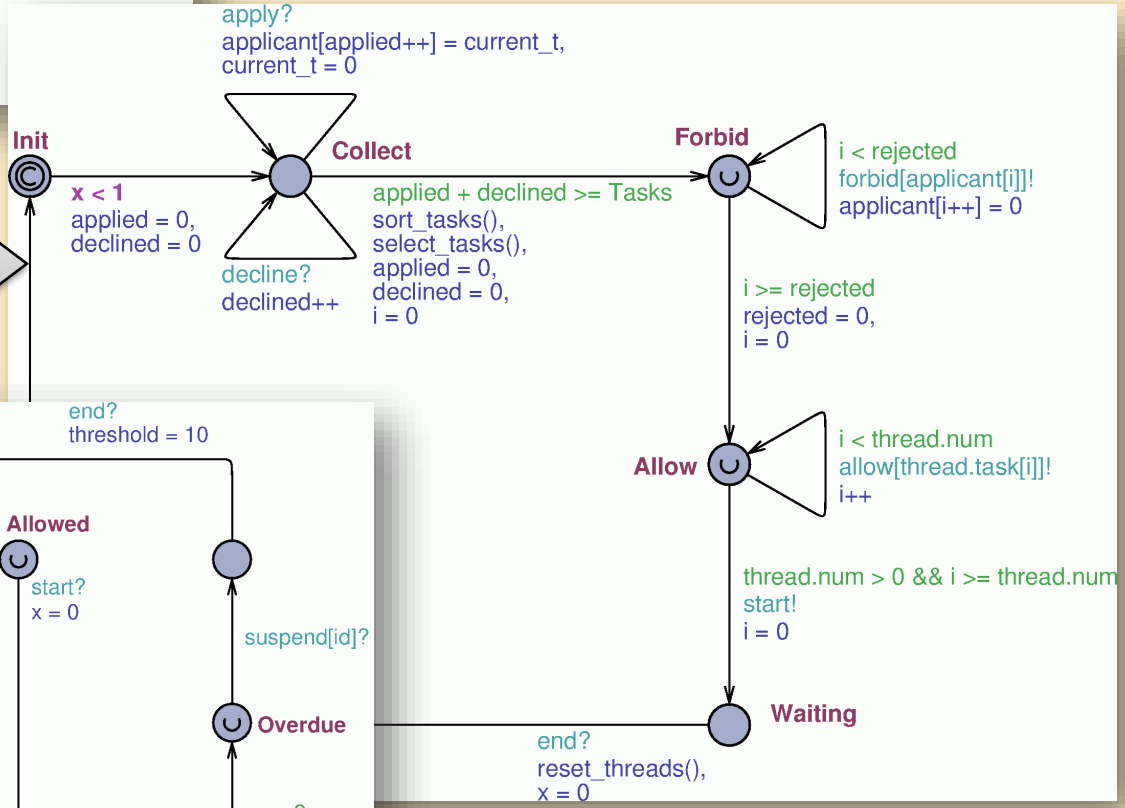 apply?
applicant[applied++] = current_t,
current_t = 0
Init
Collect
Forbid
x < 1
applied = 0,
declined = 0
decline?
declined++
applied + declined >= Tasks
sort_tasks(),
select_tasks(),
applied = 0,
declined = 0,
i = 0
i < rejected
forbid[applicant[i]]!
applicant[i++] = 0
i >= rejected
rejected = 0,
i = 0
end?
threshold = 10
Allow
i < thread.num
allow[thread.task[i]]!
i++
Allowed
start?
x = 0
suspend[id]?
thread.num > 0 && i >= thread.num
start!
i = 0
Overdue
Waiting
end?
reset_threads(),
x = 0